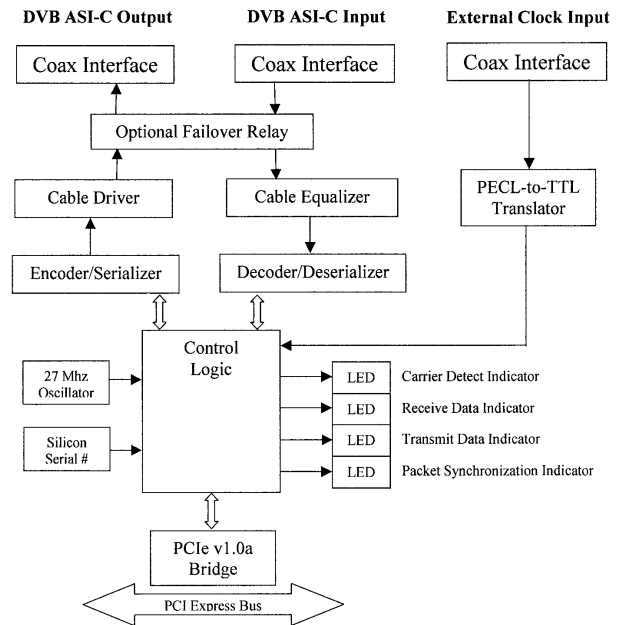 DVB ASI-C Output
DVB ASI-C Input
External Clock Input
Coax Interface
Coax Interface
Coax Interface
Optional Failover Relay
Cable Driver
Cable Equalizer
PECL-to-TTL
Translator
Encoder/Serializer
Decoder/Deserializer
Control
Logic
27 Mhz
Oscillator
Silicon
Serial #
LED
Carrier Detect Indicator
LED
Receive Data Indicator
LED
Transmit Data Indicator
LED
Packet Synchronization Indicator
PCIe v1.0a
Bridge
PCI Express Bus